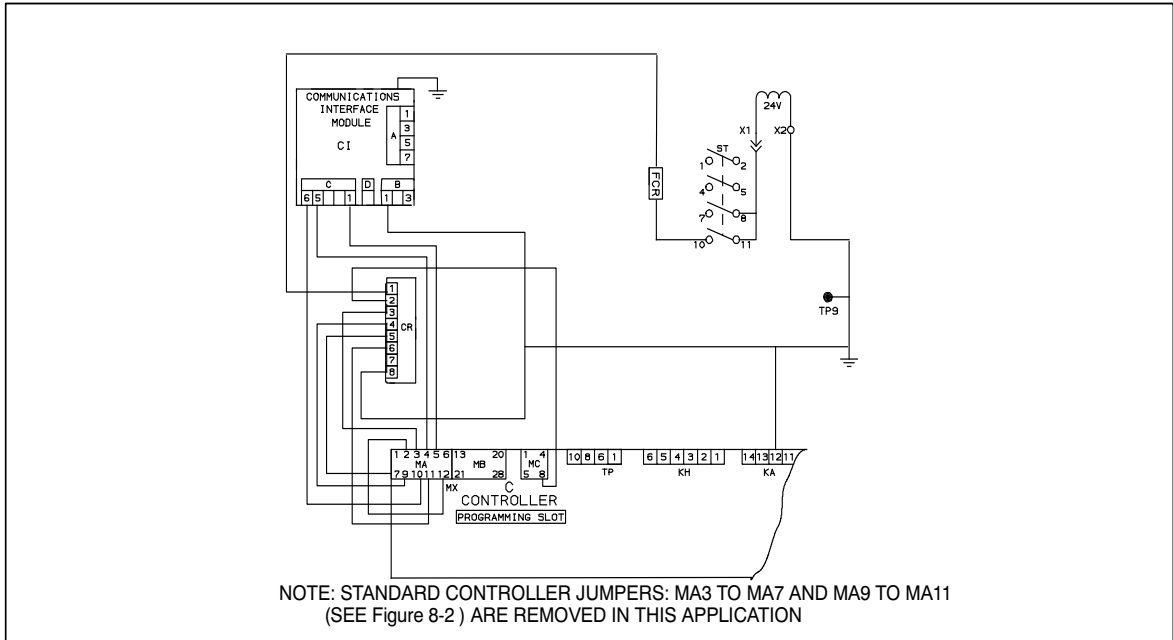 COMMUNICATIONS
INTERFACE
MODULE
CI
A
1
3
5
7
C
D
B
6 5 1 1 3
24V
X1 X2
ST
1 2
4 5
7 8
10 11
FCR
TP9
1
2
3
4
5
6
7
8
CR
1 2 3 4 5 6 13 20
MA MB
7 9 10 11 12 21 28
MX
1 4
MC
5 8
10 8 6 1
TP
6 5 4 3 2 1
KH
14 13 12 11
KA
C
CONTROLLER
PROGRAMMING SLOT
NOTE: STANDARD CONTROLLER JUMPERS: MA3 TO MA7 AND MA9 TO MA11
(SEE Figure 8-2 ) ARE REMOVED IN THIS APPLICATION